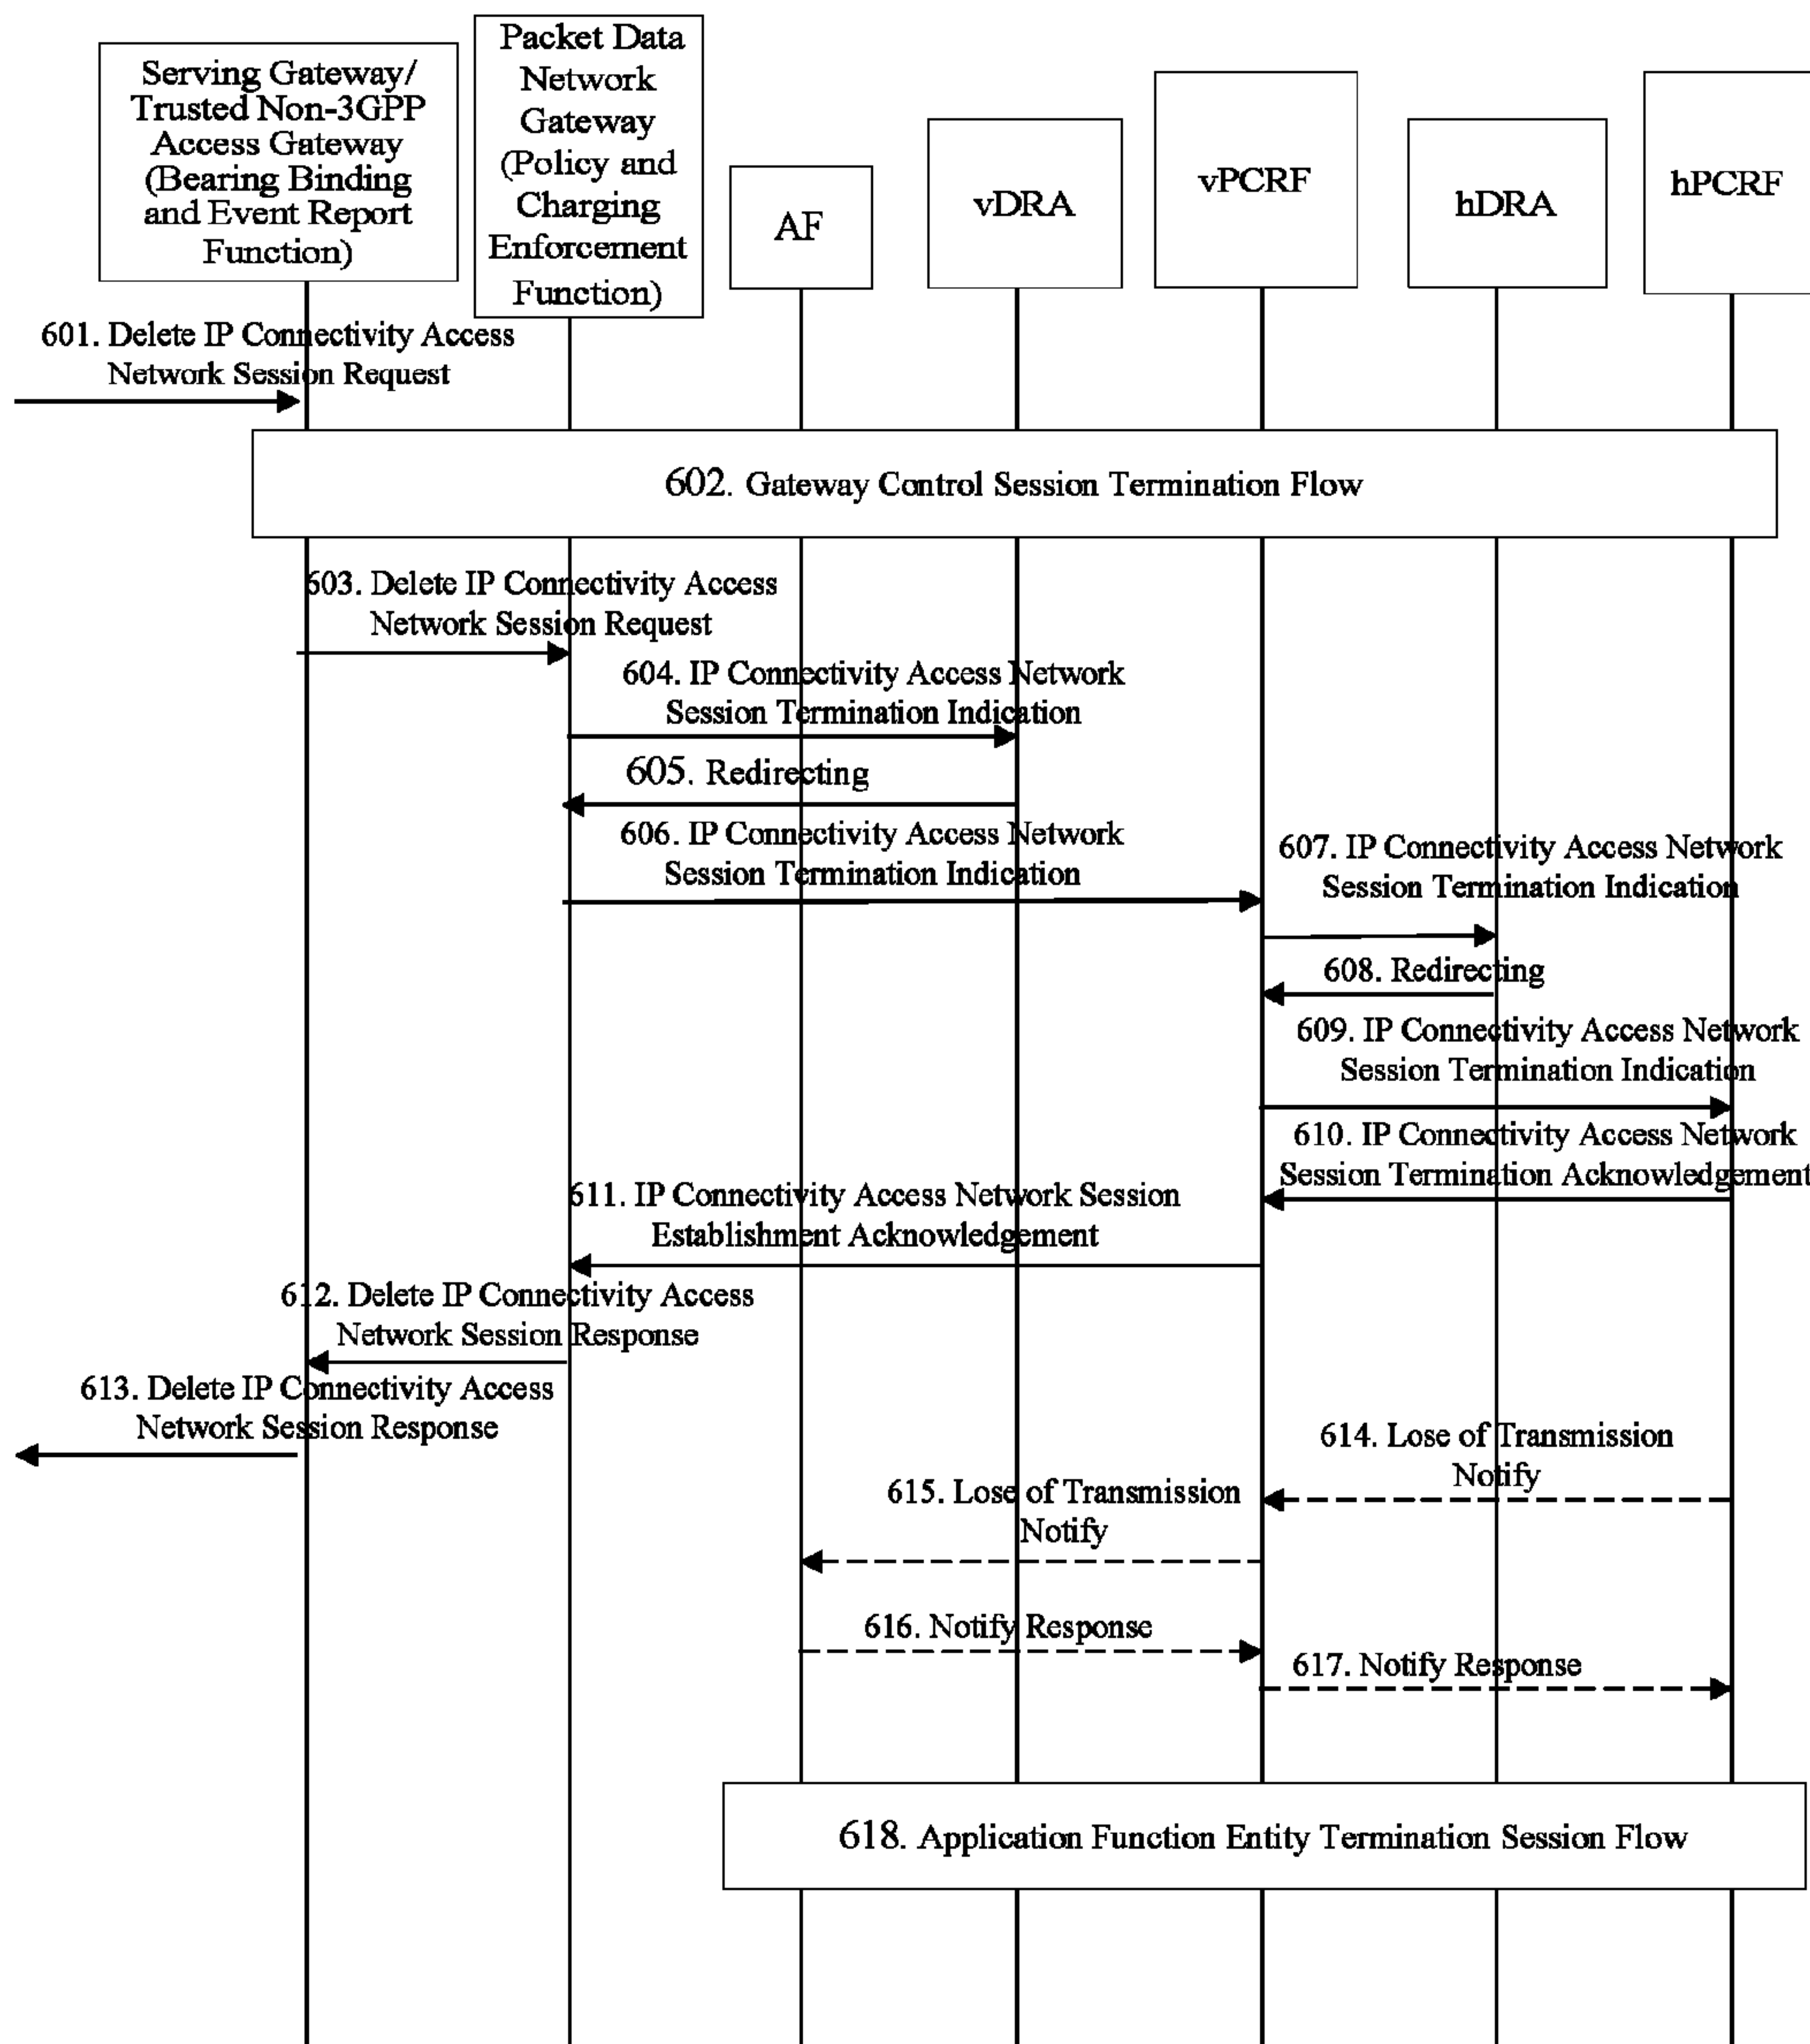 Serving Gateway/
Trusted Non-3GPP
Access Gateway
(Bearing Binding
and Event Report
Function)
Packet Data
Network
Gateway
(Policy and
Charging
Enforcement
Function)
AF
vDRA
vPCRF
hDRA
hPCRF
601. Delete IP Connectivity Access
Network Session Request
602. Gateway Control Session Termination Flow
603. Delete IP Connectivity Access
Network Session Request
604. IP Connectivity Access Network
Session Termination Indication
605. Redirecting
606. IP Connectivity Access Network
Session Termination Indication
607. IP Connectivity Access Network
Session Termination Indication
608. Redirecting
609. IP Connectivity Access Network
Session Termination Indication
610. IP Connectivity Access Network
Session Termination Acknowledgement
611. IP Connectivity Access Network Session
Establishment Acknowledgement
612. Delete IP Connectivity Access
Network Session Response
613. Delete IP Connectivity Access
Network Session Response
614. Lose of Transmission
Notify
615. Lose of Transmission
Notify
616. Notify Response
617. Notify Response
618. Application Function Entity Termination Session Flow